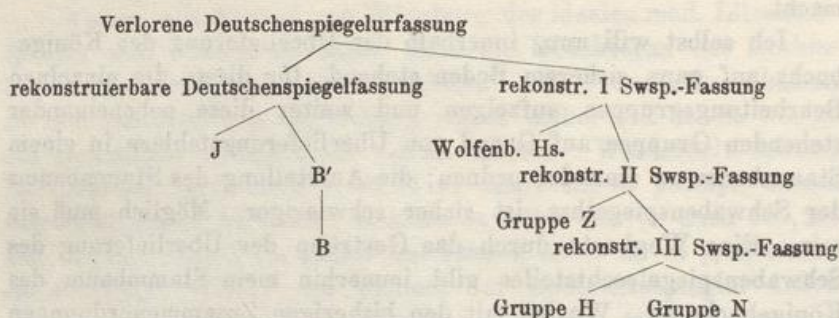 Verlorene Deutschenspiegelurfassung
rekonstruierbare Deutschenspiegelfassung rekonstr. I Swsp.-Fassung
J Wolfenb. Hs.
B′ rekonstr. II Swsp.-Fassung
Gruppe Z
B rekonstr. III Swsp.-Fassung
Gruppe H Gruppe N